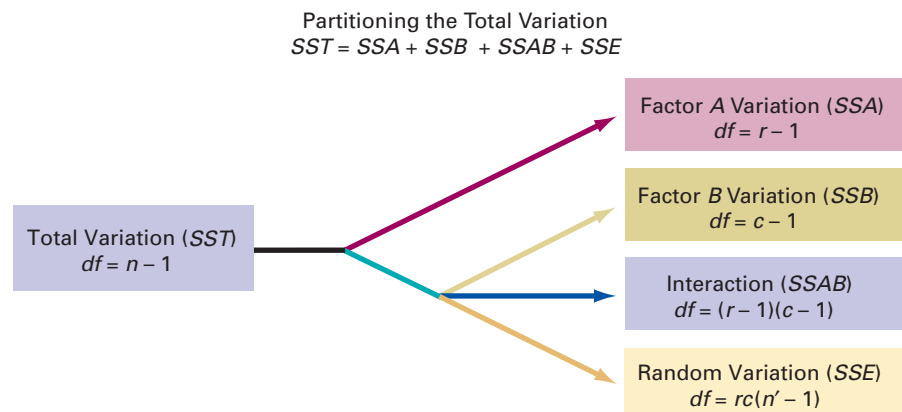 Partitioning the Total Variation
SST = SSA + SSB + SSAB + SSE
Factor A Variation (SSA)
df = r – 1
Factor B Variation (SSB)
df = c – 1
Total Variation (SST)
df = n – 1
Interaction (SSAB)
df = (r – 1)(c – 1)
Random Variation (SSE)
df = rc(n′ – 1)